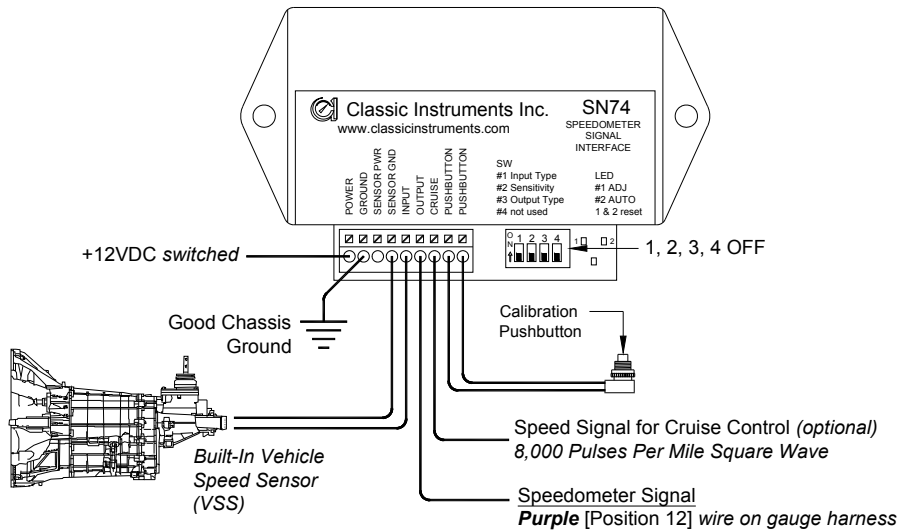 Classic Instruments Inc.
www.classicinstruments.com
SN74
SPEEDOMETER
SIGNAL
INTERFACE
POWER
GROUND
SENSOR PWR
SENSOR GND
INPUT
OUTPUT
CRUISE
PUSHBUTTON
PUSHBUTTON
SW
#1 Input Type
#2 Sensitivity
#3 Output Type
#4 not used
LED
#1 ADJ
#2 AUTO
1 & 2 reset
ON
1 2 3 4
1
2
+12VDC switched
1, 2, 3, 4 OFF
Good Chassis
Ground
Calibration
Pushbutton
Built-In Vehicle
Speed Sensor
(VSS)
Speed Signal for Cruise Control (optional)
8,000 Pulses Per Mile Square Wave
Speedometer Signal
Purple [Position 12] wire on gauge harness